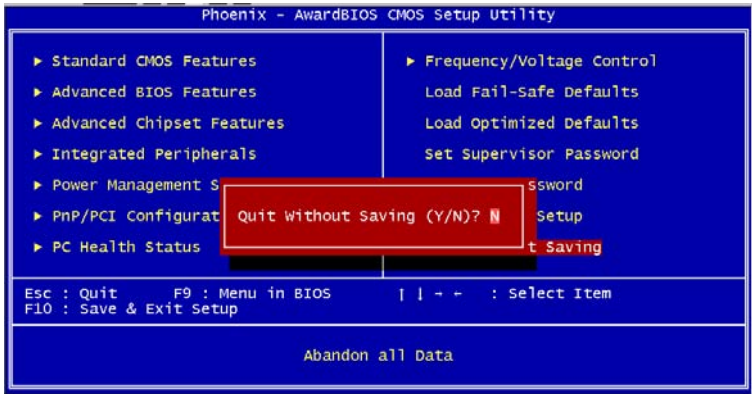 Phoenix - AwardBIOS CMOS Setup Utility
Standard CMOS Features
Advanced BIOS Features
Advanced Chipset Features
Integrated Peripherals
Power Management S
PnP/PCI Configurat
PC Health Status
Frequency/Voltage Control
Load Fail-Safe Defaults
Load Optimized Defaults
Set Supervisor Password
ssword
Setup
t Saving
Quit Without Saving (Y/N)? N
Esc : Quit F9 : Menu in BIOS ↑ ↓ → ← : Select Item
F10 : Save & Exit Setup
Abandon all Data